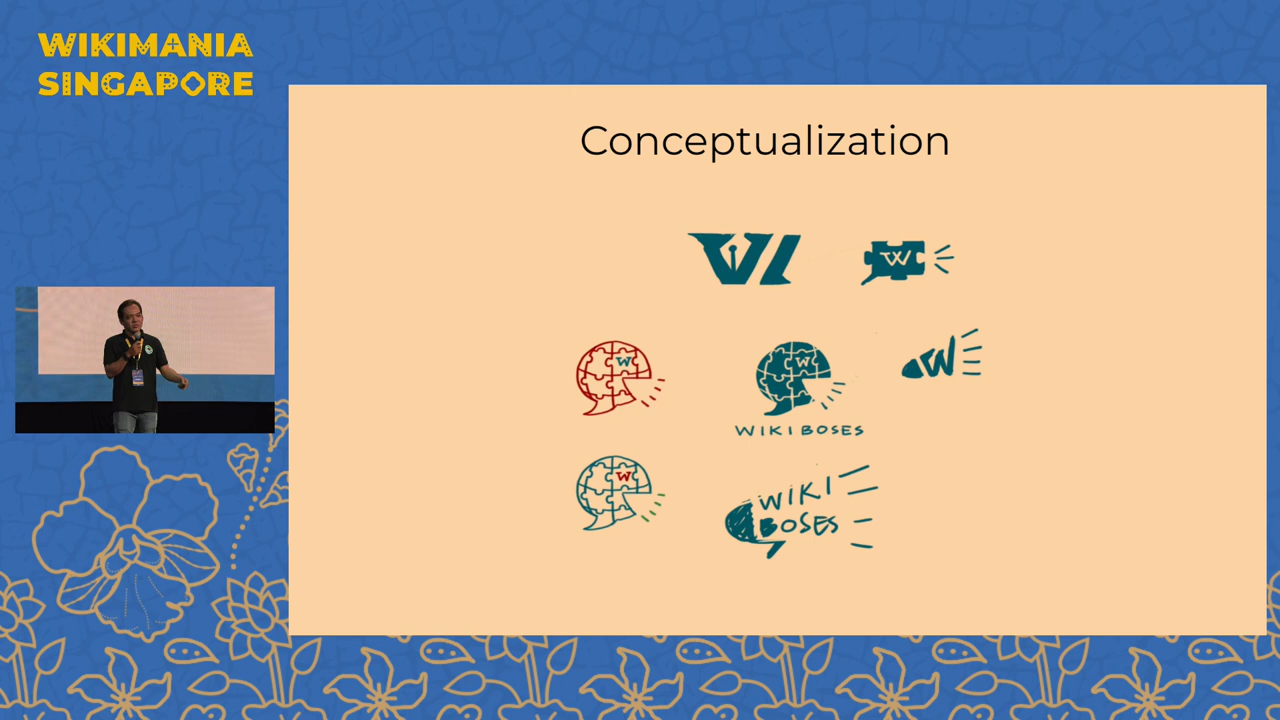 WIKIMANIA
SINGAPORE
Conceptualization
W
W
W
W
WIKIBOSES
W
WIKI
BOSES